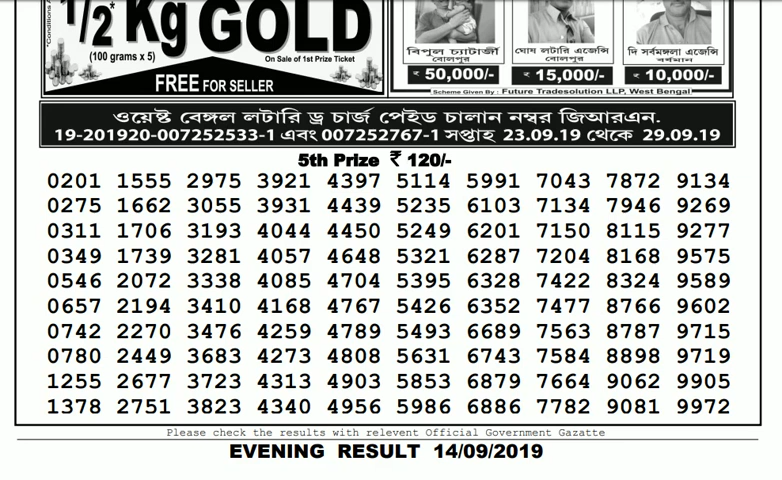 *Conditions
1/2* Kg GOLD
(100 grams x 5)
On Sale of 1st Prize Ticket
FREE FOR SELLER
বিপুল চ্যাটার্জী
বোলপুর
₹ 50,000/-
ঘোষ লটারি এজেন্সি
বোলপুর
₹ 15,000/-
দি সর্বমঙ্গলা এজেন্সি
বর্ধমান
₹ 10,000/-
Scheme Given By : Future Tradesolution LLP, West Bengal
ওয়েষ্ট বেঙ্গল লটারি ড্র চার্জ পেইড চালান নম্বর জিআরএন.
19-201920-007252533-1 এবং 007252767-1 সপ্তাহ 23.09.19 থেকে 29.09.19
5th Prize ₹ 120/-
0201 1555 2975 3921 4397 5114 5991 7043 7872 9134
0275 1662 3055 3931 4439 5235 6103 7134 7946 9269
0311 1706 3193 4044 4450 5249 6201 7150 8115 9277
0349 1739 3281 4057 4648 5321 6287 7204 8168 9575
0546 2072 3338 4085 4704 5395 6328 7422 8324 9589
0657 2194 3410 4168 4767 5426 6352 7477 8766 9602
0742 2270 3476 4259 4789 5493 6689 7563 8787 9715
0780 2449 3683 4273 4808 5631 6743 7584 8898 9719
1255 2677 3723 4313 4903 5853 6879 7664 9062 9905
1378 2751 3823 4340 4956 5986 6886 7782 9081 9972
Please check the results with relevent Official Government Gazatte
EVENING RESULT 14/09/2019